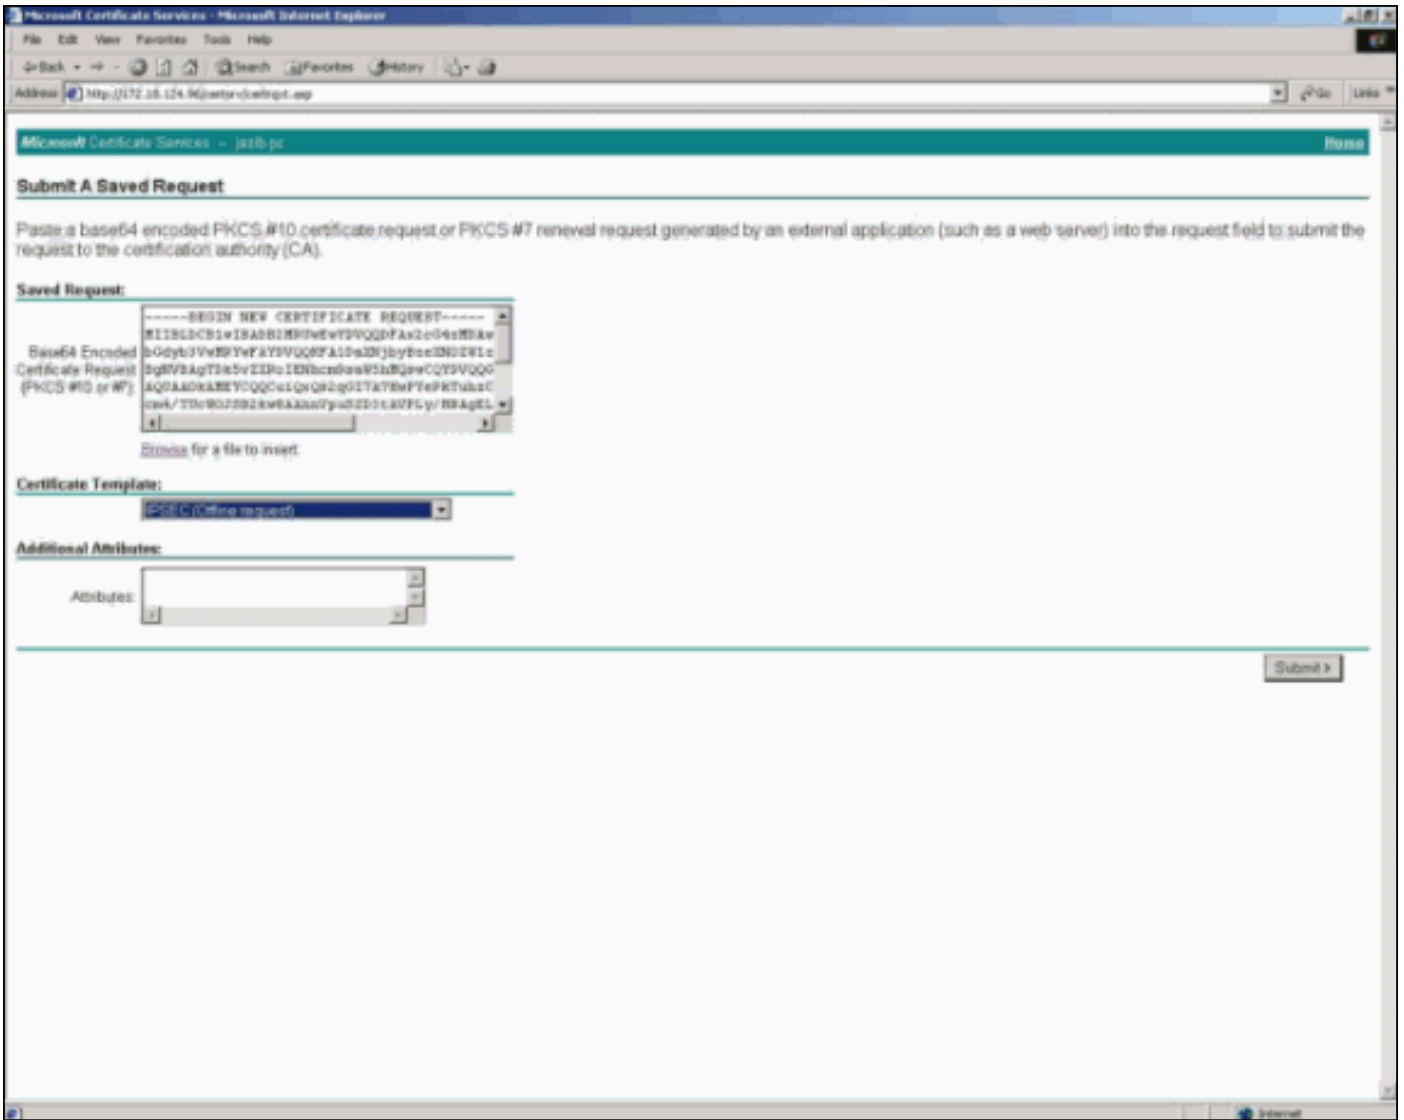 Microsoft Certificate Services - Microsoft Internet Explorer
File Edit View Favorites Tools Help
Back Search Favorites History
Address Go Links
Microsoft Certificate Services -- jazib-pc Home
Submit A Saved Request
Paste a base64 encoded PKCS #10 certificate request or PKCS #7 renewal request generated by an external application (such as a web server) into the request field to submit the
request to the certification authority (CA).
Saved Request:
-----BEGIN NEW CERTIFICATE REQUEST-----
Base64 Encoded
Certificate Request
(PKCS #10 or #7):
Browse for a file to insert.
Certificate Template:
IPSEC (Offline request)
Additional Attributes:
Attributes:
Submit >
Internet